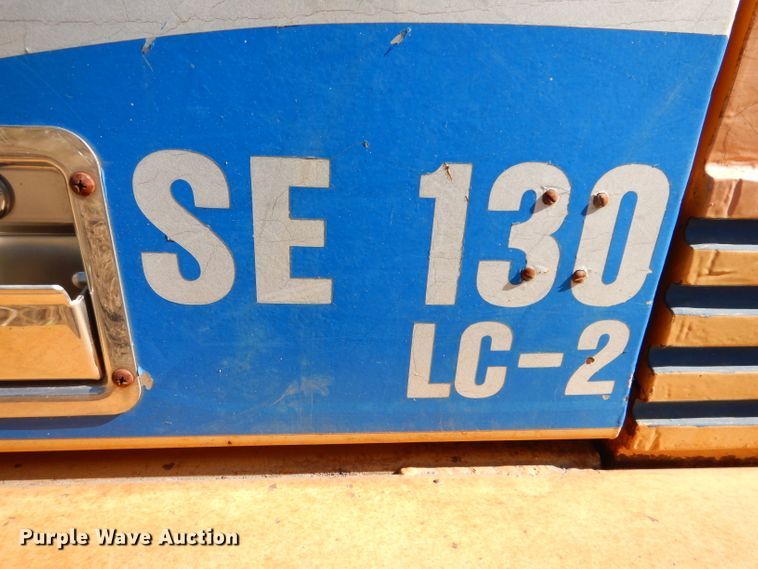 SE 130
LC-2
Purple Wave Auction